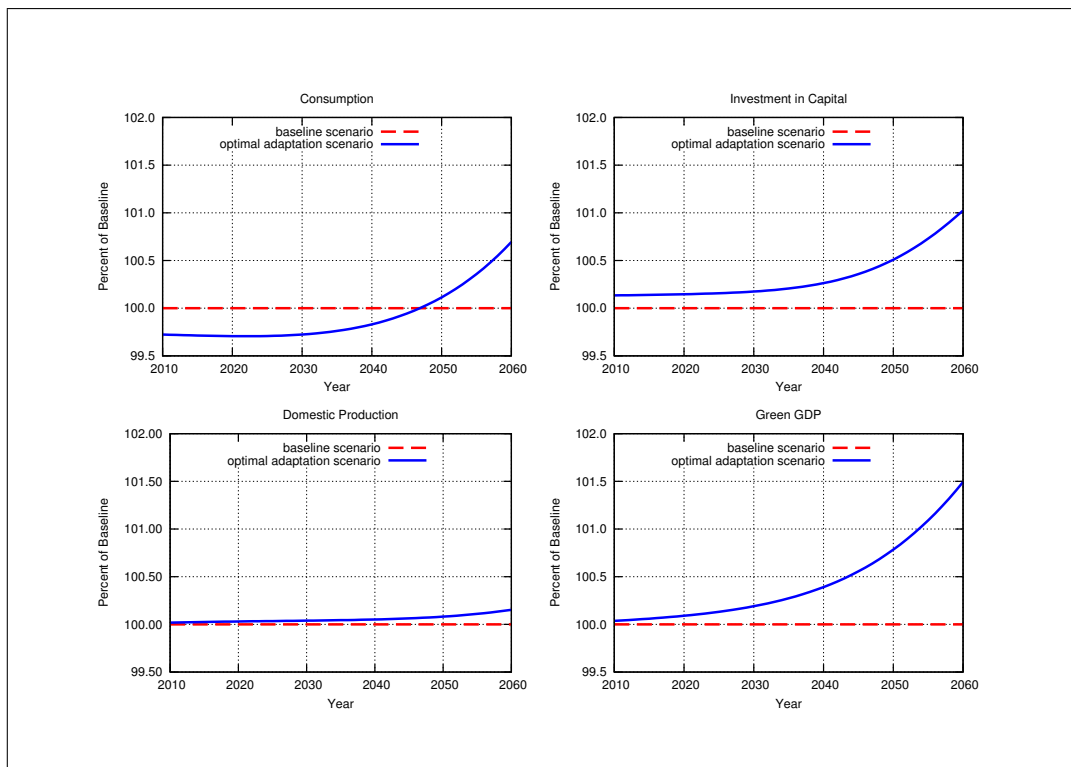 Consumption
102.0
101.5
101.0
100.5
100.0
99.5
Percent of Baseline
baseline scenario
optimal adaptation scenario
2010 2020 2030 2040 2050 2060
Year
Investment in Capital
102.0
101.5
101.0
100.5
100.0
99.5
Percent of Baseline
baseline scenario
optimal adaptation scenario
2010 2020 2030 2040 2050 2060
Year
Domestic Production
102.00
101.50
101.00
100.50
100.00
99.50
Percent of Baseline
baseline scenario
optimal adaptation scenario
2010 2020 2030 2040 2050 2060
Year
Green GDP
102.0
101.5
101.0
100.5
100.0
99.5
Percent of Baseline
baseline scenario
optimal adaptation scenario
2010 2020 2030 2040 2050 2060
Year